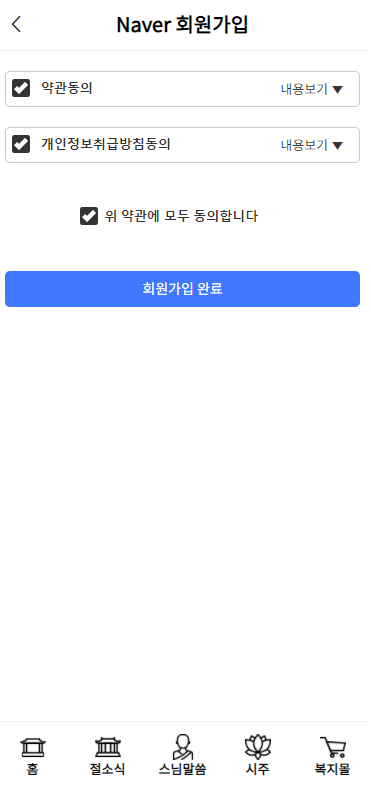 Naver 회원가입
약관동의 내용보기 ▼
개인정보취급방침동의 내용보기 ▼
위 약관에 모두 동의합니다
회원가입 완료
홈 절소식 스님말씀 시주 복지몰